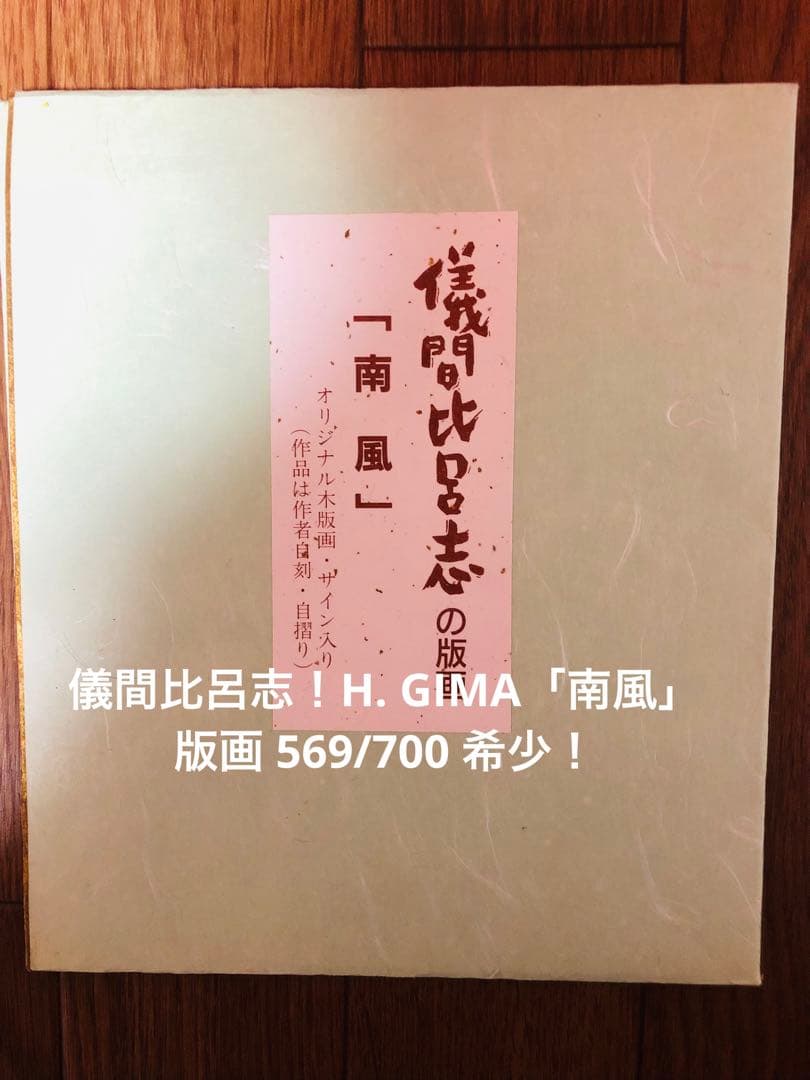 儀間比呂志の版画
「南風」
オリジナル木版画・サイン入り
（作品は作者自刻・自摺り）
儀間比呂志！H. GIMA「南風」
版画 569/700 希少！